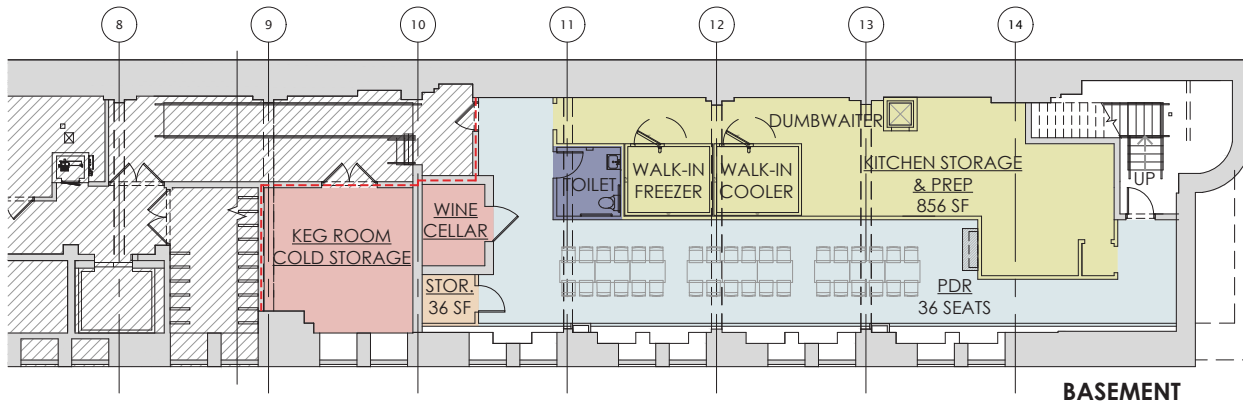 8
9
10
11
12
13
14
DUMBWAITER
KITCHEN STORAGE
& PREP
856 SF
WALK-IN
FREEZER
WALK-IN
COOLER
TOILET
UP
WINE
CELLAR
KEG ROOM
COLD STORAGE
STOR.
36 SF
PDR
36 SEATS
BASEMENT